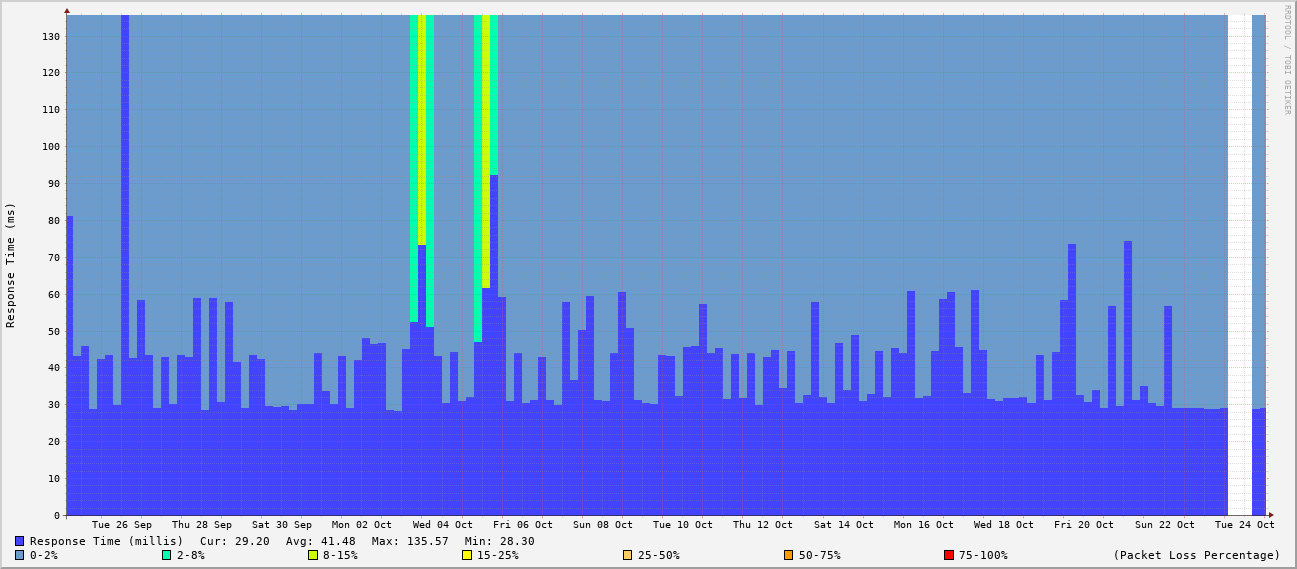 RRDTOOL / TOBI OETIKER
Response Time (ms)
130
120
110
100
90
80
70
60
50
40
30
20
10
0
Tue 26 Sep Thu 28 Sep Sat 30 Sep Mon 02 Oct Wed 04 Oct Fri 06 Oct Sun 08 Oct Tue 10 Oct Thu 12 Oct Sat 14 Oct Mon 16 Oct Wed 18 Oct Fri 20 Oct Sun 22 Oct Tue 24 Oct
Response Time (millis) Cur: 29.20 Avg: 41.48 Max: 135.57 Min: 28.30
0-2% 2-8% 8-15% 15-25% 25-50% 50-75% 75-100% (Packet Loss Percentage)